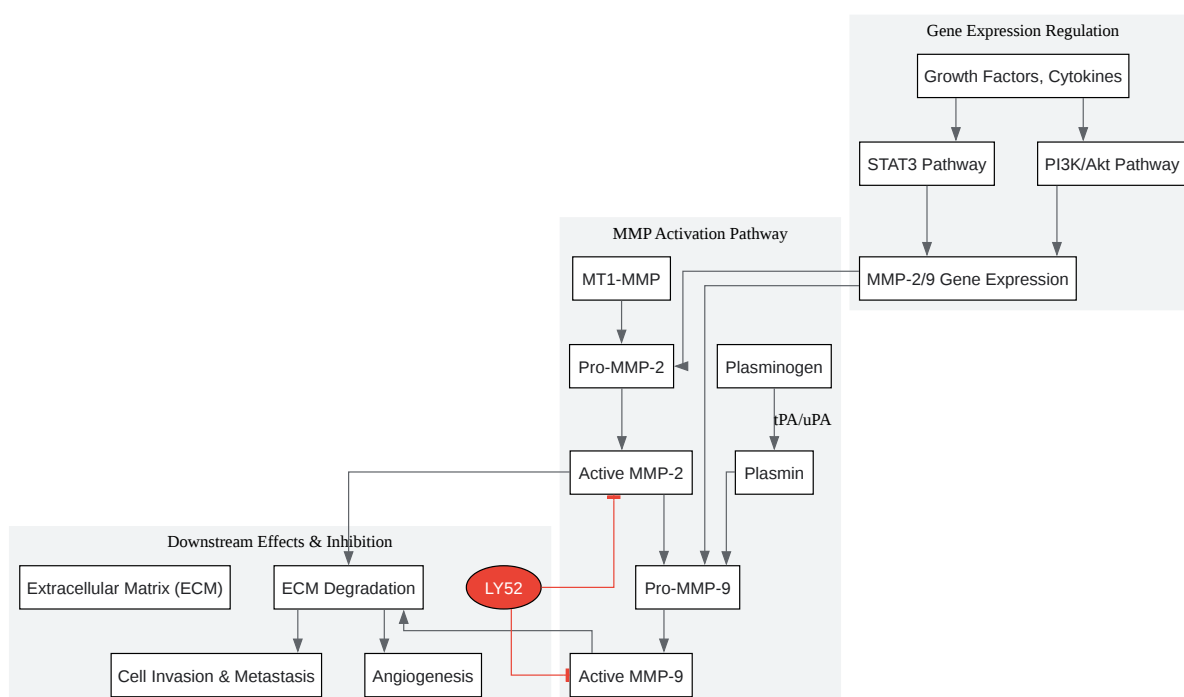 Gene Expression Regulation
Growth Factors, Cytokines
STAT3 Pathway
PI3K/Akt Pathway
MMP-2/9 Gene Expression
MMP Activation Pathway
MT1-MMP
Pro-MMP-2
Plasminogen
tPA/uPA
Active MMP-2
Plasmin
Pro-MMP-9
Active MMP-9
Downstream Effects & Inhibition
Extracellular Matrix (ECM)
ECM Degradation
LY52
Cell Invasion & Metastasis
Angiogenesis